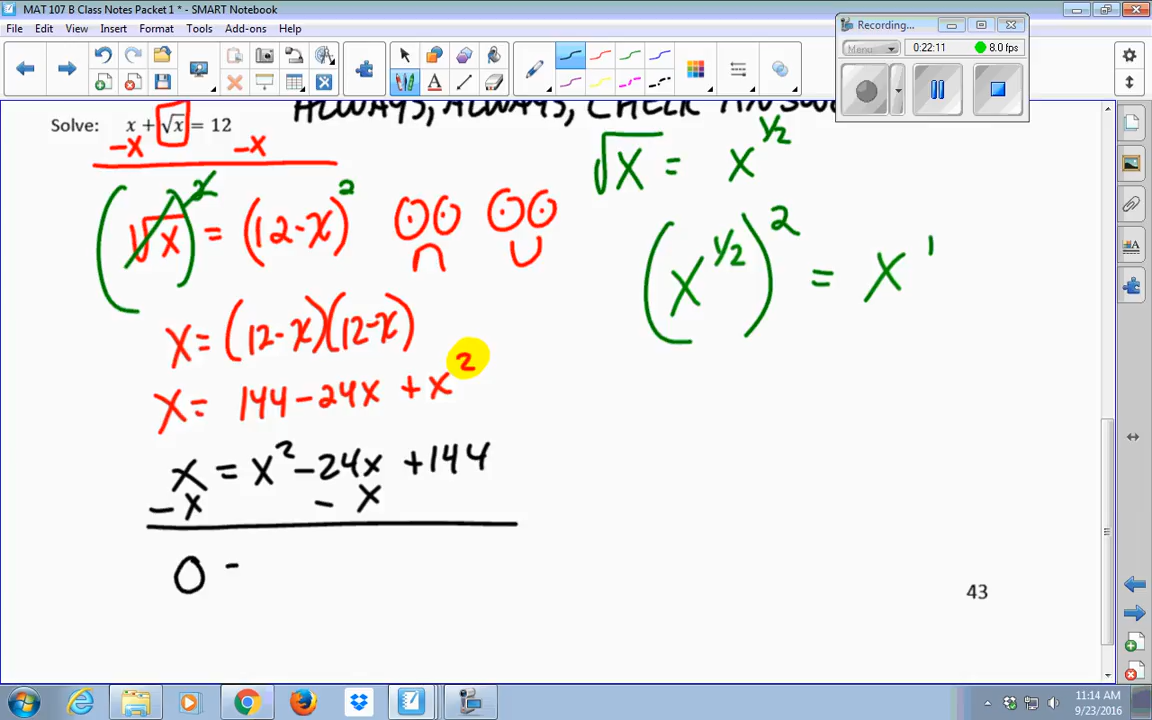 MAT 107 B Class Notes Packet 1 * - SMART Notebook
File Edit View Insert Format Tools Add-ons Help
Recording...
Menu 0:22:11 8.0 fps
ALWAYS, ALWAYS, CHECK
Solve: x + √x = 12
-x -x
(√x)² = (12-x)²
x = (12-x)(12-x)
x = 144 - 24x + x²
x = x² - 24x + 144
-x - x
0 -
√x = x^1/2
(x^1/2)² = x^1
43
11:14 AM
9/23/2016